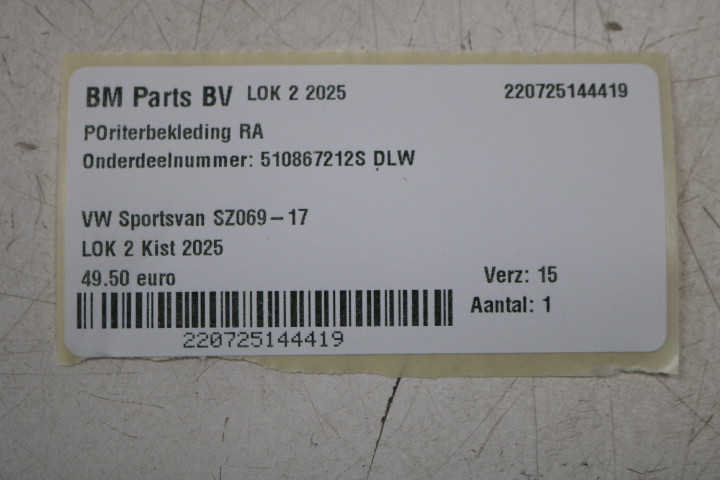 BM Parts BV LOK 2 2025 220725144419
POriterbekleding RA
Onderdeelnummer: 510867212S DLW
VW Sportsvan SZ069-17
LOK 2 Kist 2025
49.50 euro Verz: 15
Aantal: 1
220725144419